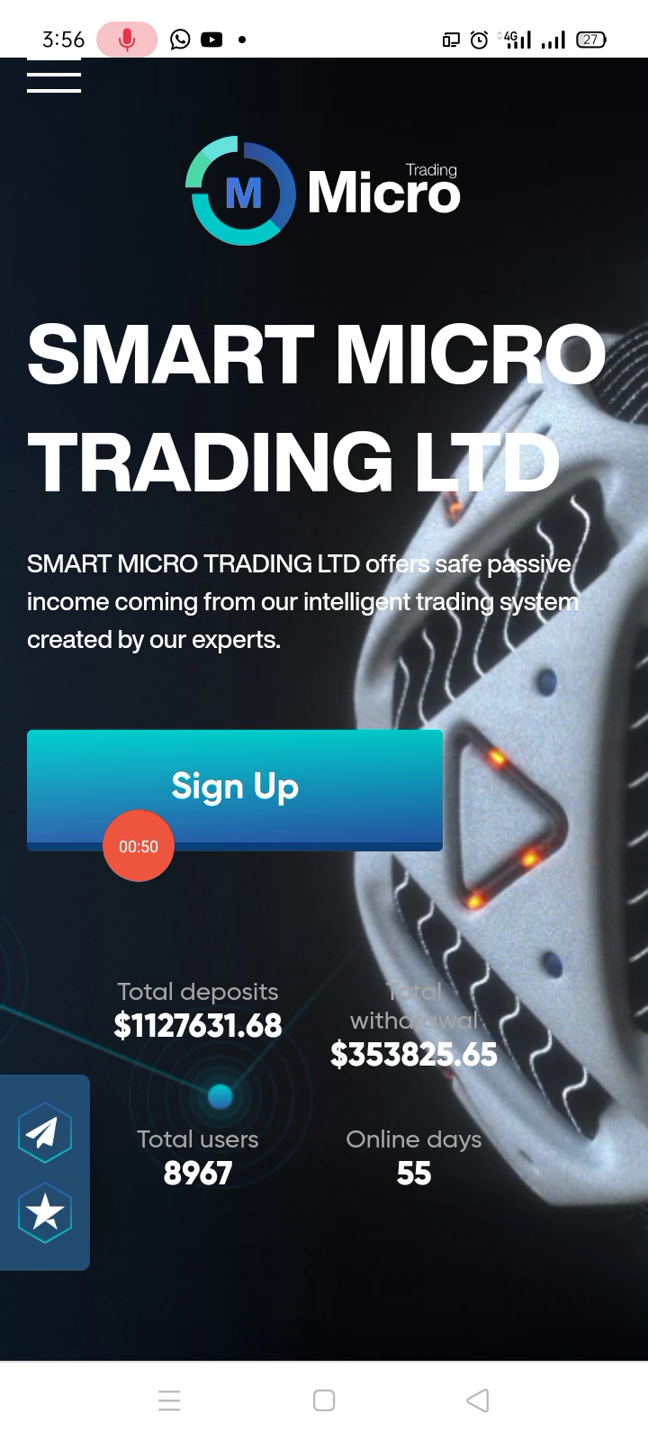 3:56
4G
27
M
Trading
Micro
SMART MICRO
TRADING LTD
SMART MICRO TRADING LTD offers safe passive
income coming from our intelligent trading system
created by our experts.
Sign Up
00:50
Total deposits
$1127631.68
Total
withdrawal
$353825.65
Total users
8967
Online days
55